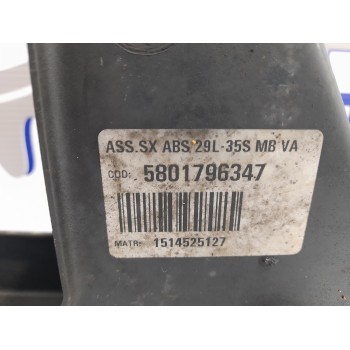 ASS.SX ABS 29L-35S MB VA
COD: 5801796347
MATR: 1514525127